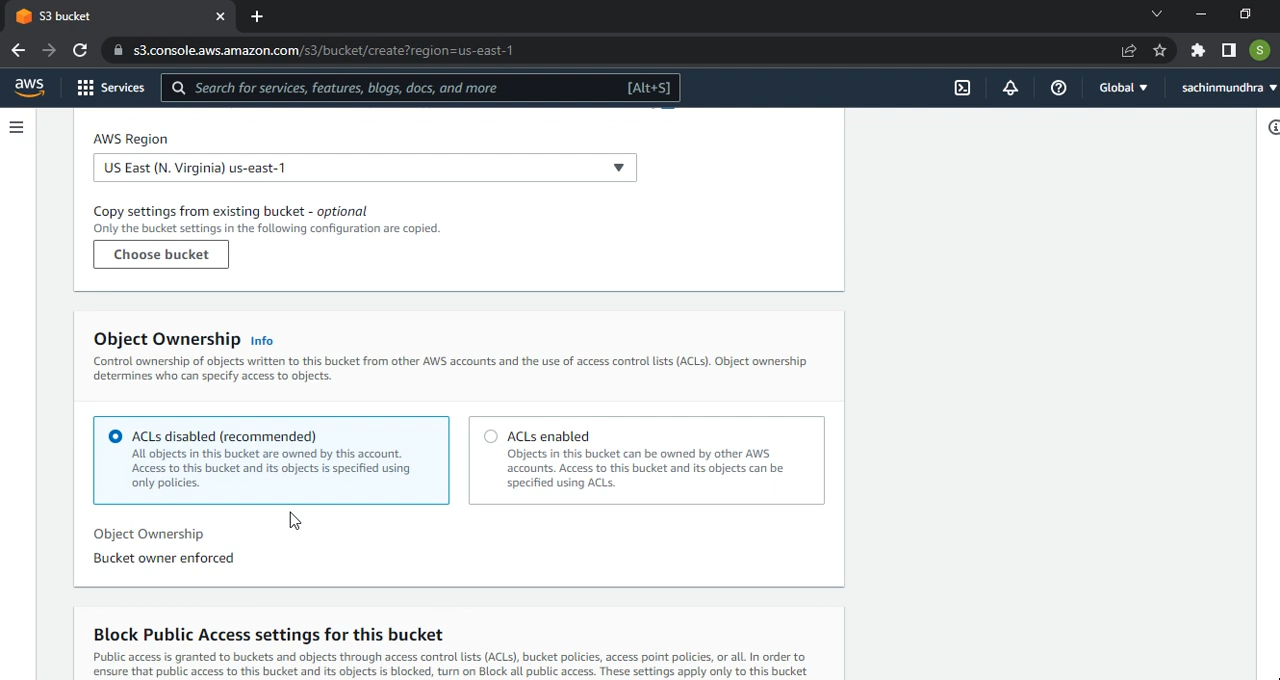 S3 bucket
s3.console.aws.amazon.com/s3/bucket/create?region=us-east-1
S
aws
Services
Search for services, features, blogs, docs, and more
[Alt+S]
Global
sachinmundhra
AWS Region
US East (N. Virginia) us-east-1
Copy settings from existing bucket - optional
Only the bucket settings in the following configuration are copied.
Choose bucket
Object Ownership Info
Control ownership of objects written to this bucket from other AWS accounts and the use of access control lists (ACLs). Object ownership
determines who can specify access to objects.
ACLs disabled (recommended)
All objects in this bucket are owned by this account.
Access to this bucket and its objects is specified using
only policies.
ACLs enabled
Objects in this bucket can be owned by other AWS
accounts. Access to this bucket and its objects can be
specified using ACLs.
Object Ownership
Bucket owner enforced
Block Public Access settings for this bucket
Public access is granted to buckets and objects through access control lists (ACLs), bucket policies, access point policies, or all. In order to
ensure that public access to this bucket and its objects is blocked, turn on Block all public access. These settings apply only to this bucket